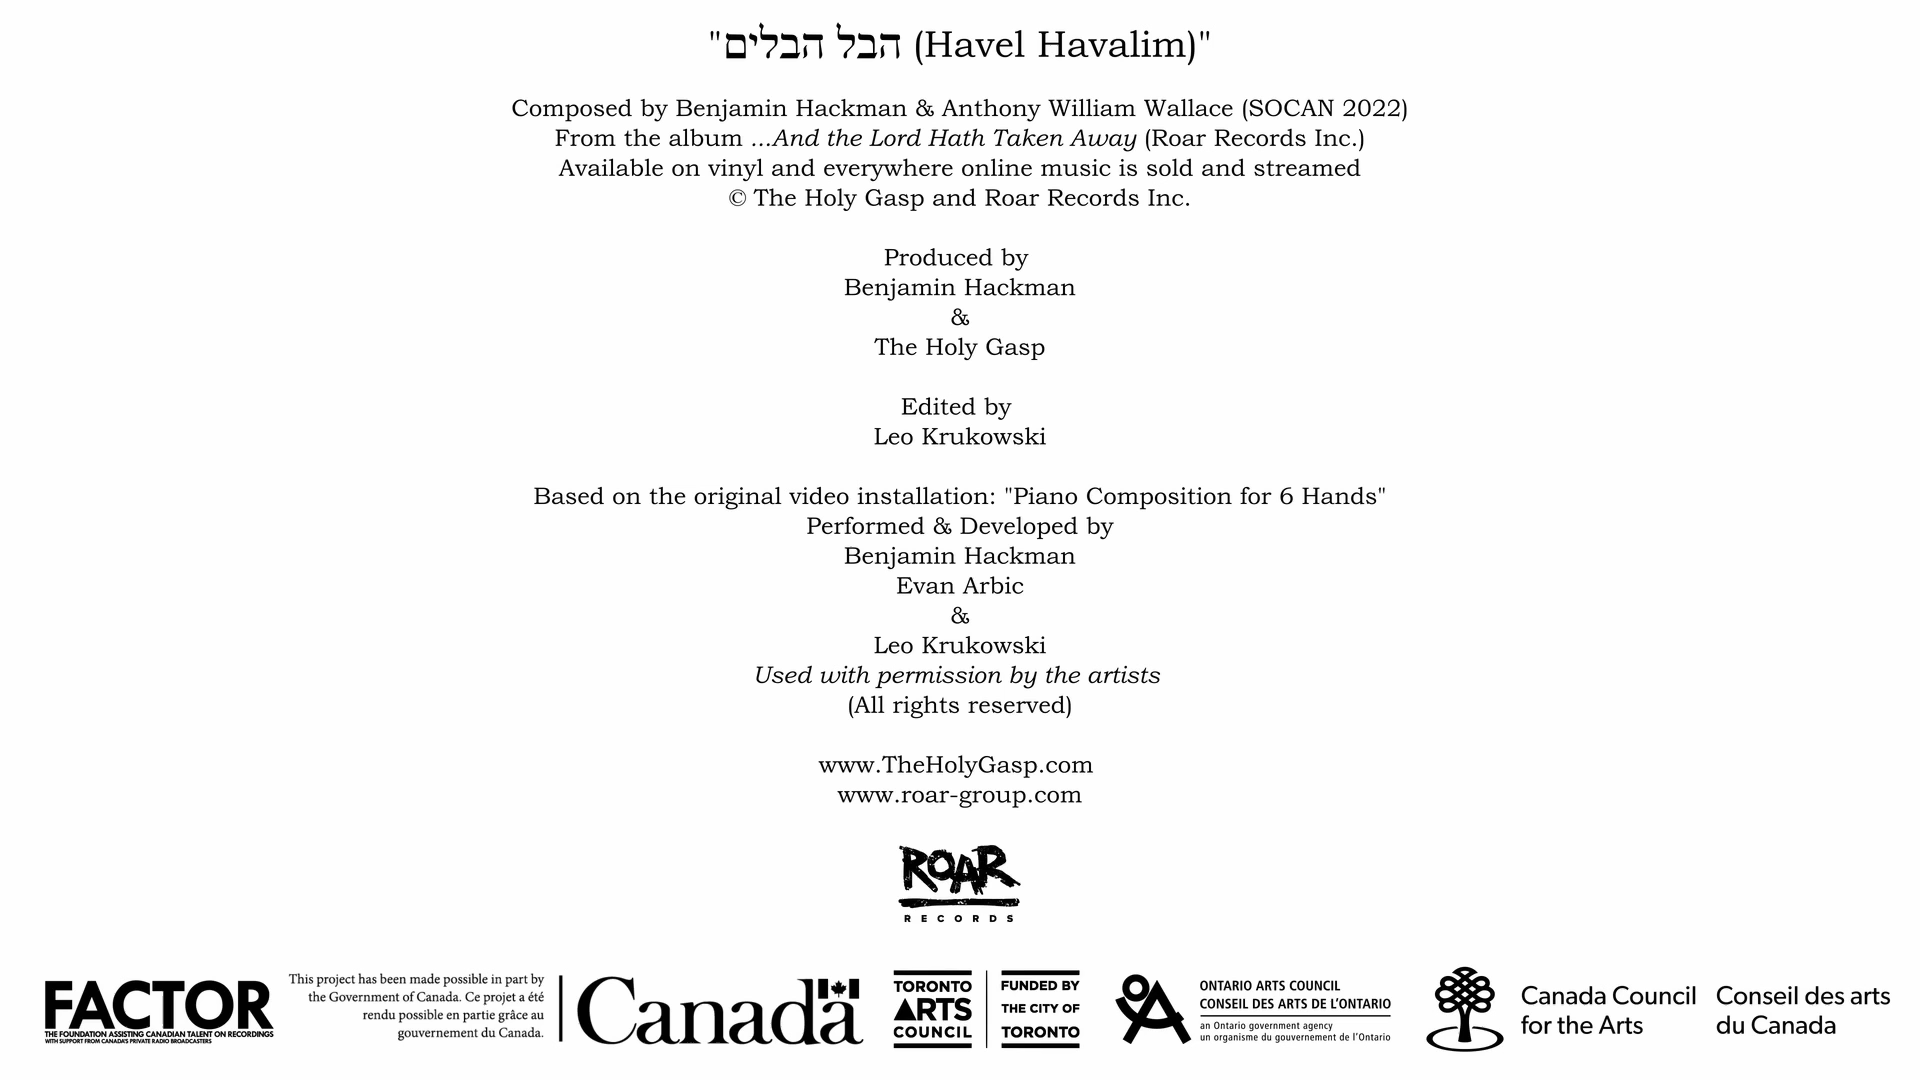 "הבל הבלים (Havel Havalim)"
Composed by Benjamin Hackman & Anthony William Wallace (SOCAN 2022)
From the album ...And the Lord Hath Taken Away (Roar Records Inc.)
Available on vinyl and everywhere online music is sold and streamed
© The Holy Gasp and Roar Records Inc.
Produced by
Benjamin Hackman
&
The Holy Gasp
Edited by
Leo Krukowski
Based on the original video installation: "Piano Composition for 6 Hands"
Performed & Developed by
Benjamin Hackman
Evan Arbic
&
Leo Krukowski
Used with permission by the artists
(All rights reserved)
www.TheHolyGasp.com
www.roar-group.com
ROAR
RECORDS
FACTOR
THE FOUNDATION ASSISTING CANADIAN TALENT ON RECORDINGS
WITH SUPPORT FROM CANADA'S PRIVATE RADIO BROADCASTERS
This project has been made possible in part by
the Government of Canada. Ce projet a été
rendu possible en partie grâce au
gouvernement du Canada.
Canada
TORONTO
ARTS
COUNCIL
FUNDED BY
THE CITY OF
TORONTO
ONTARIO ARTS COUNCIL
CONSEIL DES ARTS DE L'ONTARIO
an Ontario government agency
un organisme du gouvernement de l'Ontario
Canada Council
for the Arts
Conseil des arts
du Canada